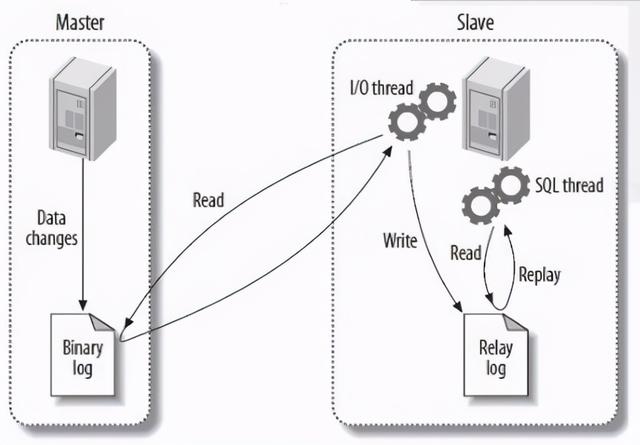 Master
Slave
I/O thread
SQL thread
Data
changes
Read
Write
Read
Replay
Binary
log
Relay
log